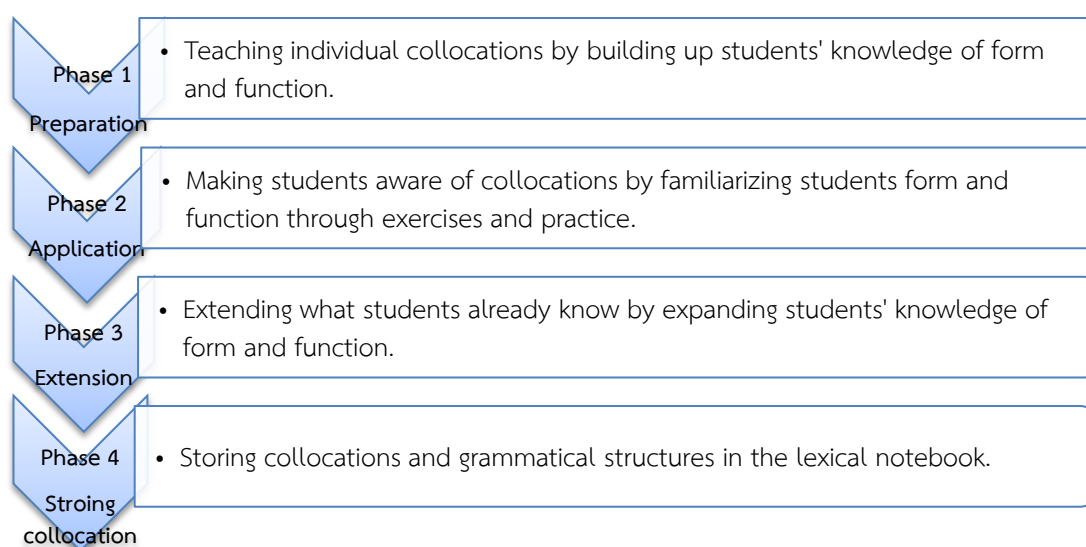 Phase 1
Preparation
• Teaching individual collocations by building up students' knowledge of form
and function.
Phase 2
Application
• Making students aware of collocations by familiarizing students form and
function through exercises and practice.
Phase 3
Extension
• Extending what students already know by expanding students' knowledge of
form and function.
Phase 4
Stroing
collocation
• Storing collocations and grammatical structures in the lexical notebook.